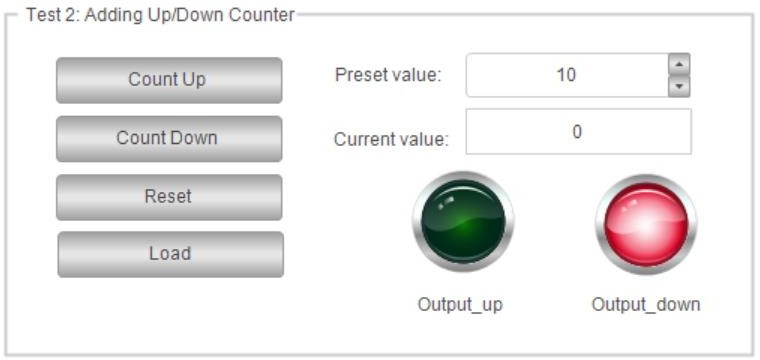 Test 2: Adding Up/Down Counter
Count Up
Preset value:
10
Count Down
Current value:
0
Reset
Load
Output_up
Output_down